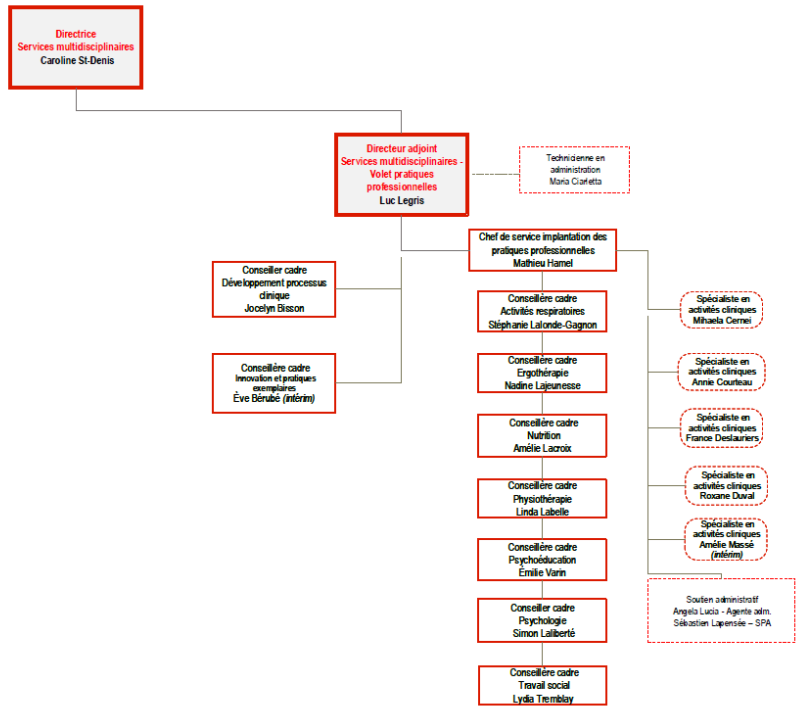 Directrice
Services multidisciplinaires
Caroline St-Denis
Directeur adjoint
Services multidisciplinaires -
Volet pratiques
professionnelles
Luc Legris
Technicienne en
administration
Maria Ciarletta
Chef de service implantation des
pratiques professionnelles
Mathieu Hamel
Conseiller cadre
Développement processus
clinique
Jocelyn Bisson
Conseillère cadre
Innovation et pratiques
exemplaires
Ève Bérubé (intérim)
Conseillère cadre
Activités respiratoires
Stéphanie Lalonde-Gagnon
Conseillère cadre
Ergothérapie
Nadine Lajeunesse
Conseillère cadre
Nutrition
Amélie Lacroix
Conseillère cadre
Physiothérapie
Linda Labelle
Conseillère cadre
Psychoéducation
Émilie Varin
Conseiller cadre
Psychologie
Simon Laliberté
Conseillère cadre
Travail social
Lydia Tremblay
Spécialiste en
activités cliniques
Mihaela Cernei
Spécialiste en
activités cliniques
Annie Courteau
Spécialiste en
activités cliniques
France Deslauriers
Spécialiste en
activités cliniques
Roxane Duval
Spécialiste en
activités cliniques
Amélie Massé
(intérim)
Soutien administratif
Angela Lucia - Agente adm.
Sébastien Lapensée – SPA